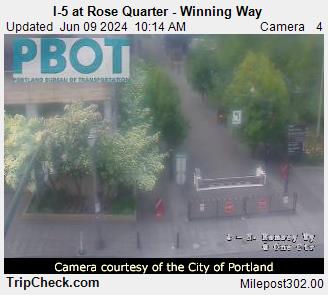 I-5 at Rose Quarter - Winning Way
Updated Jun 09 2024 10:14 AM Camera 4
PBOT
PORTLAND BUREAU OF TRANSPORTATION
Camera courtesy of the City of Portland
TripCheck.com Milepost302.00